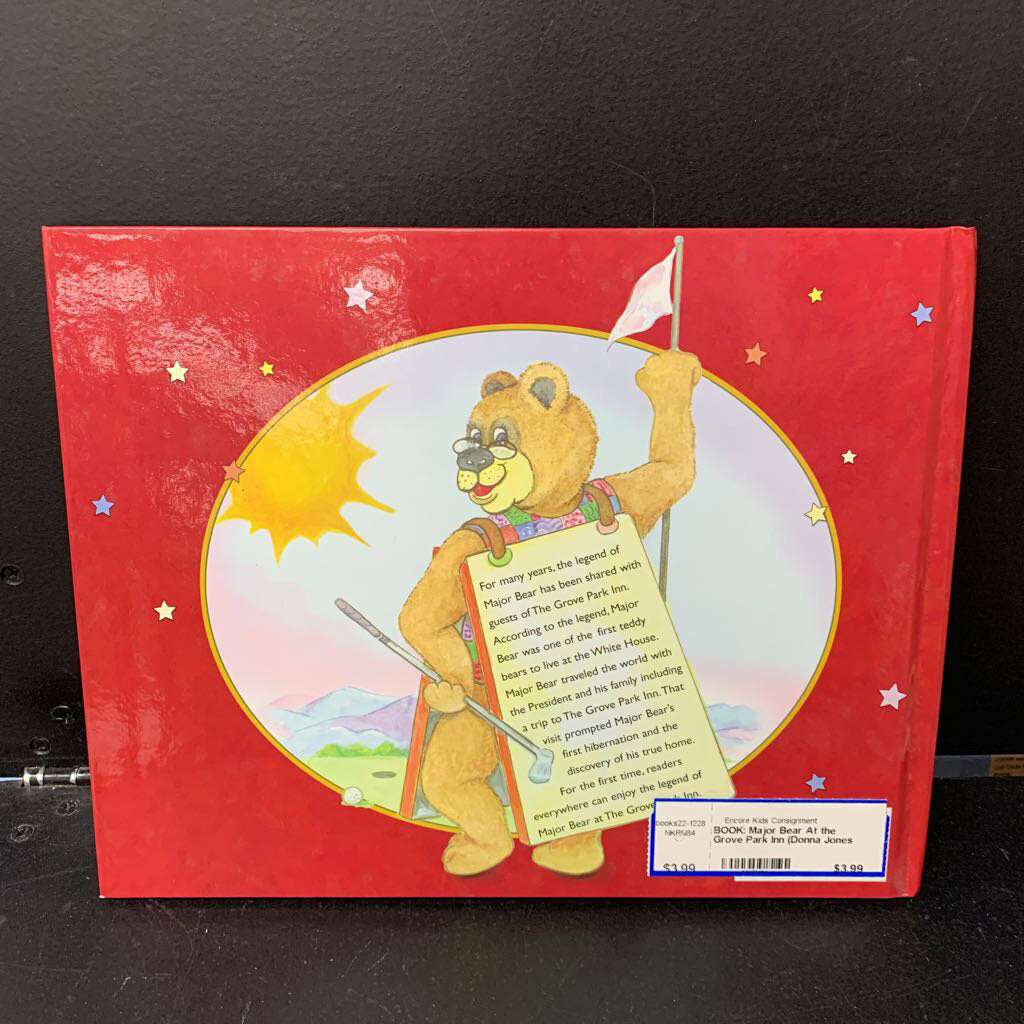 For many years, the legend of
Major Bear has been shared with
guests of The Grove Park Inn.
According to the legend, Major
Bear was one of the first teddy
bears to live at the White House.
Major Bear traveled the world with
the President and his family including
a trip to The Grove Park Inn. That
visit prompted Major Bear's
first hibernation and the
discovery of his true home.
For the first time, readers
everywhere can enjoy the legend of
Major Bear at The Grove Park Inn.
books22-1228
Encore Kids Consignment
BOOK: Major Bear At the
Grove Park Inn (Donna Jones
$3.99
$3.99